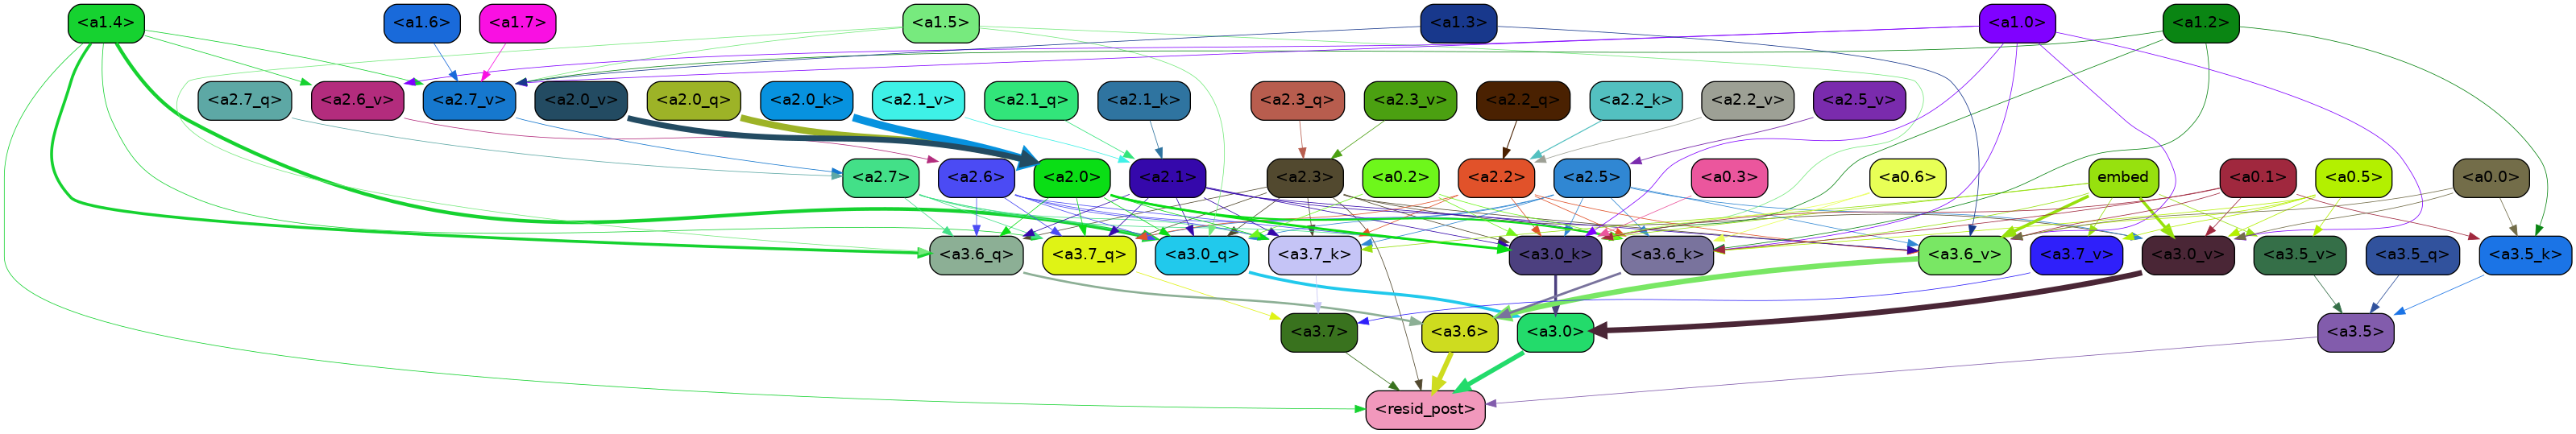 <a1.4> <a1.6> <a1.7> <a1.5> <a1.3> <a1.0> <a1.2>
<a2.7_q> <a2.6_v> <a2.7_v> <a2.0_v> <a2.0_q> <a2.0_k> <a2.1_v> <a2.1_q> <a2.1_k> <a2.3_q> <a2.3_v> <a2.2_q> <a2.2_k> <a2.2_v> <a2.5_v>
<a2.7> <a2.6> <a2.0> <a2.1> <a2.3> <a0.2> <a2.2> <a2.5> <a0.3> <a0.6> embed <a0.1> <a0.5> <a0.0>
<a3.6_q> <a3.7_q> <a3.0_q> <a3.7_k> <a3.0_k> <a3.6_k> <a3.6_v> <a3.7_v> <a3.0_v> <a3.5_v> <a3.5_q> <a3.5_k>
<a3.7> <a3.6> <a3.0> <a3.5>
<resid_post>